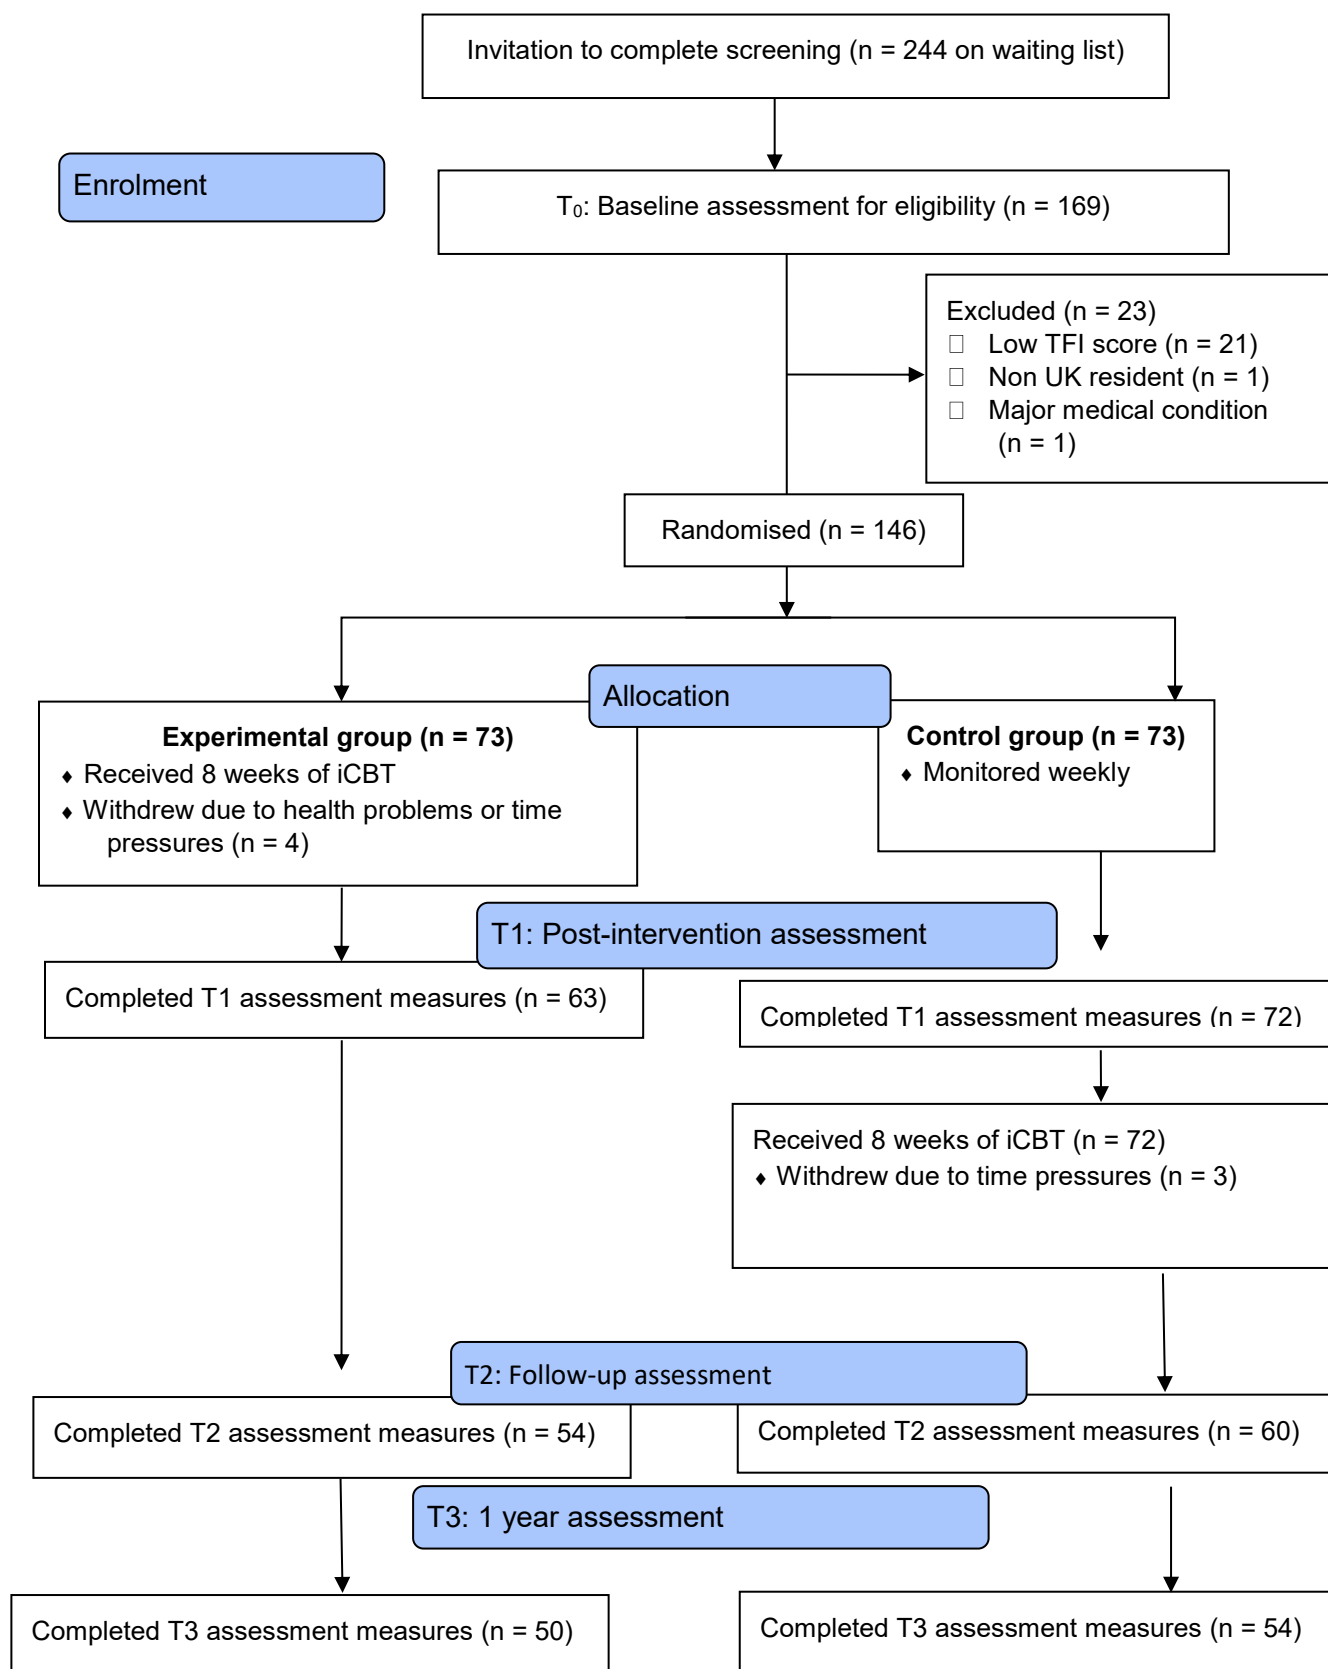 Invitation to complete screening (n = 244 on waiting list)
Enrolment
T₀: Baseline assessment for eligibility (n = 169)
Excluded (n = 23)
□ Low TFI score (n = 21)
□ Non UK resident (n = 1)
□ Major medical condition
(n = 1)
Randomised (n = 146)
Allocation
Experimental group (n = 73)
♦ Received 8 weeks of iCBT
♦ Withdrew due to health problems or time
pressures (n = 4)
Control group (n = 73)
♦ Monitored weekly
T1: Post-intervention assessment
Completed T1 assessment measures (n = 63)
Completed T1 assessment measures (n = 72)
Received 8 weeks of iCBT (n = 72)
♦ Withdrew due to time pressures (n = 3)
T2: Follow-up assessment
Completed T2 assessment measures (n = 54)
Completed T2 assessment measures (n = 60)
T3: 1 year assessment
Completed T3 assessment measures (n = 50)
Completed T3 assessment measures (n = 54)